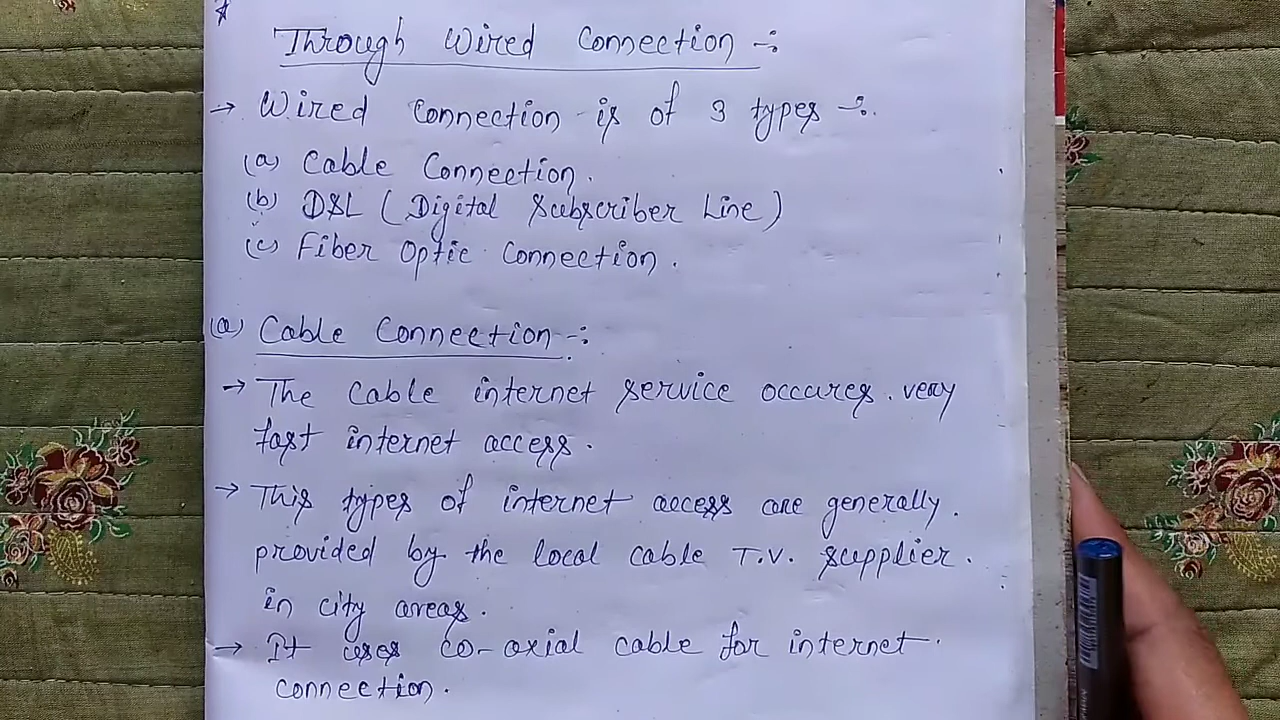 Through Wired Connection -:
→ Wired Connection is of 3 types -:
(a) Cable Connection.
(b) DSL (Digital Subscriber Line)
(c) Fiber Optic Connection.
(a) Cable Connection -:
→ The Cable internet service occures very
fast internet access.
→ This types of internet access are generally
provided by the local cable T.V. supplier
in city areas.
→ It uses co-axial cable for internet
connection.